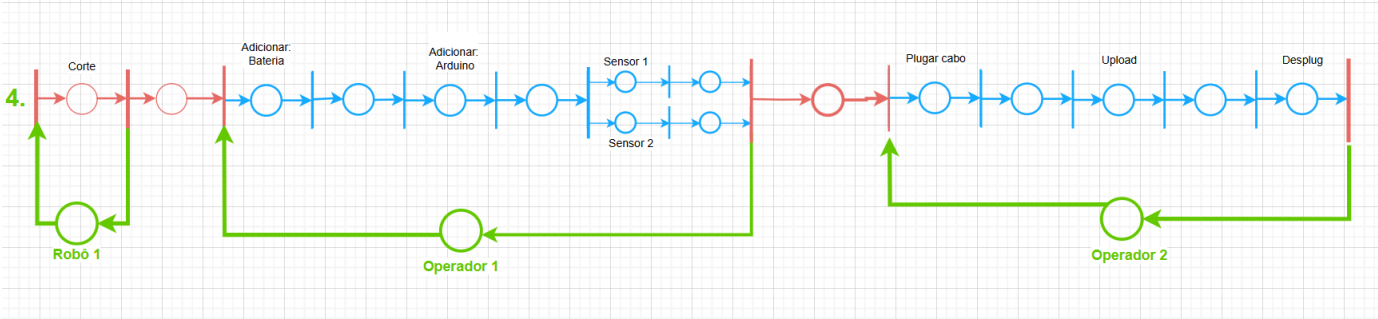 4.
Corte
Adicionar:
Bateria
Adicionar:
Arduino
Sensor 1
Sensor 2
Plugar cabo
Upload
Desplug
Robô 1
Operador 1
Operador 2